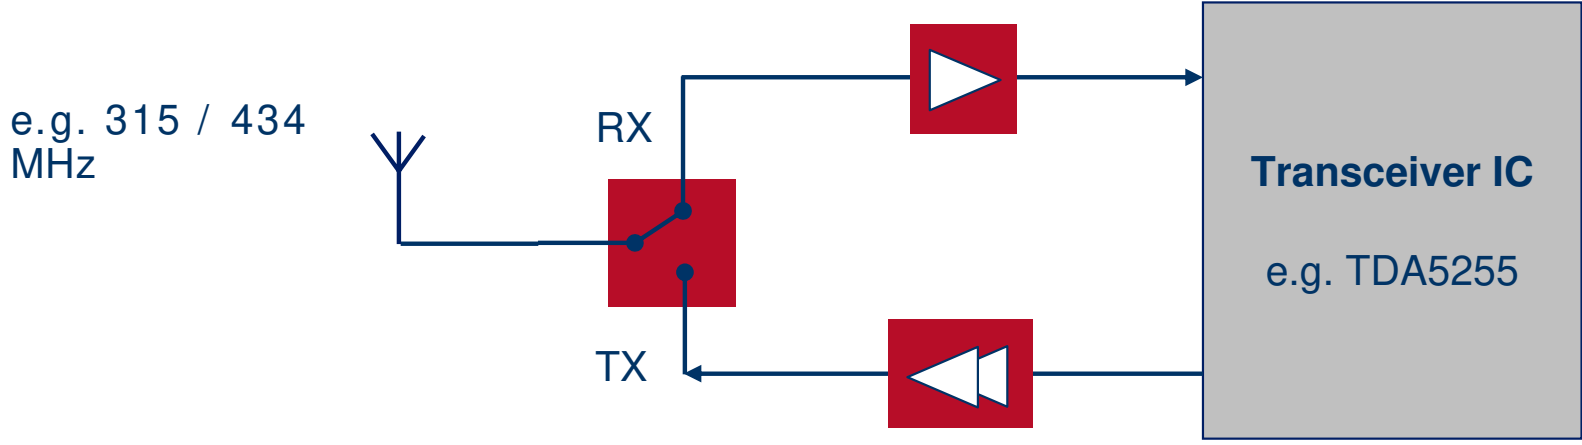 e.g. 315 / 434
MHz
RX
TX
Transceiver IC
e.g. TDA5255